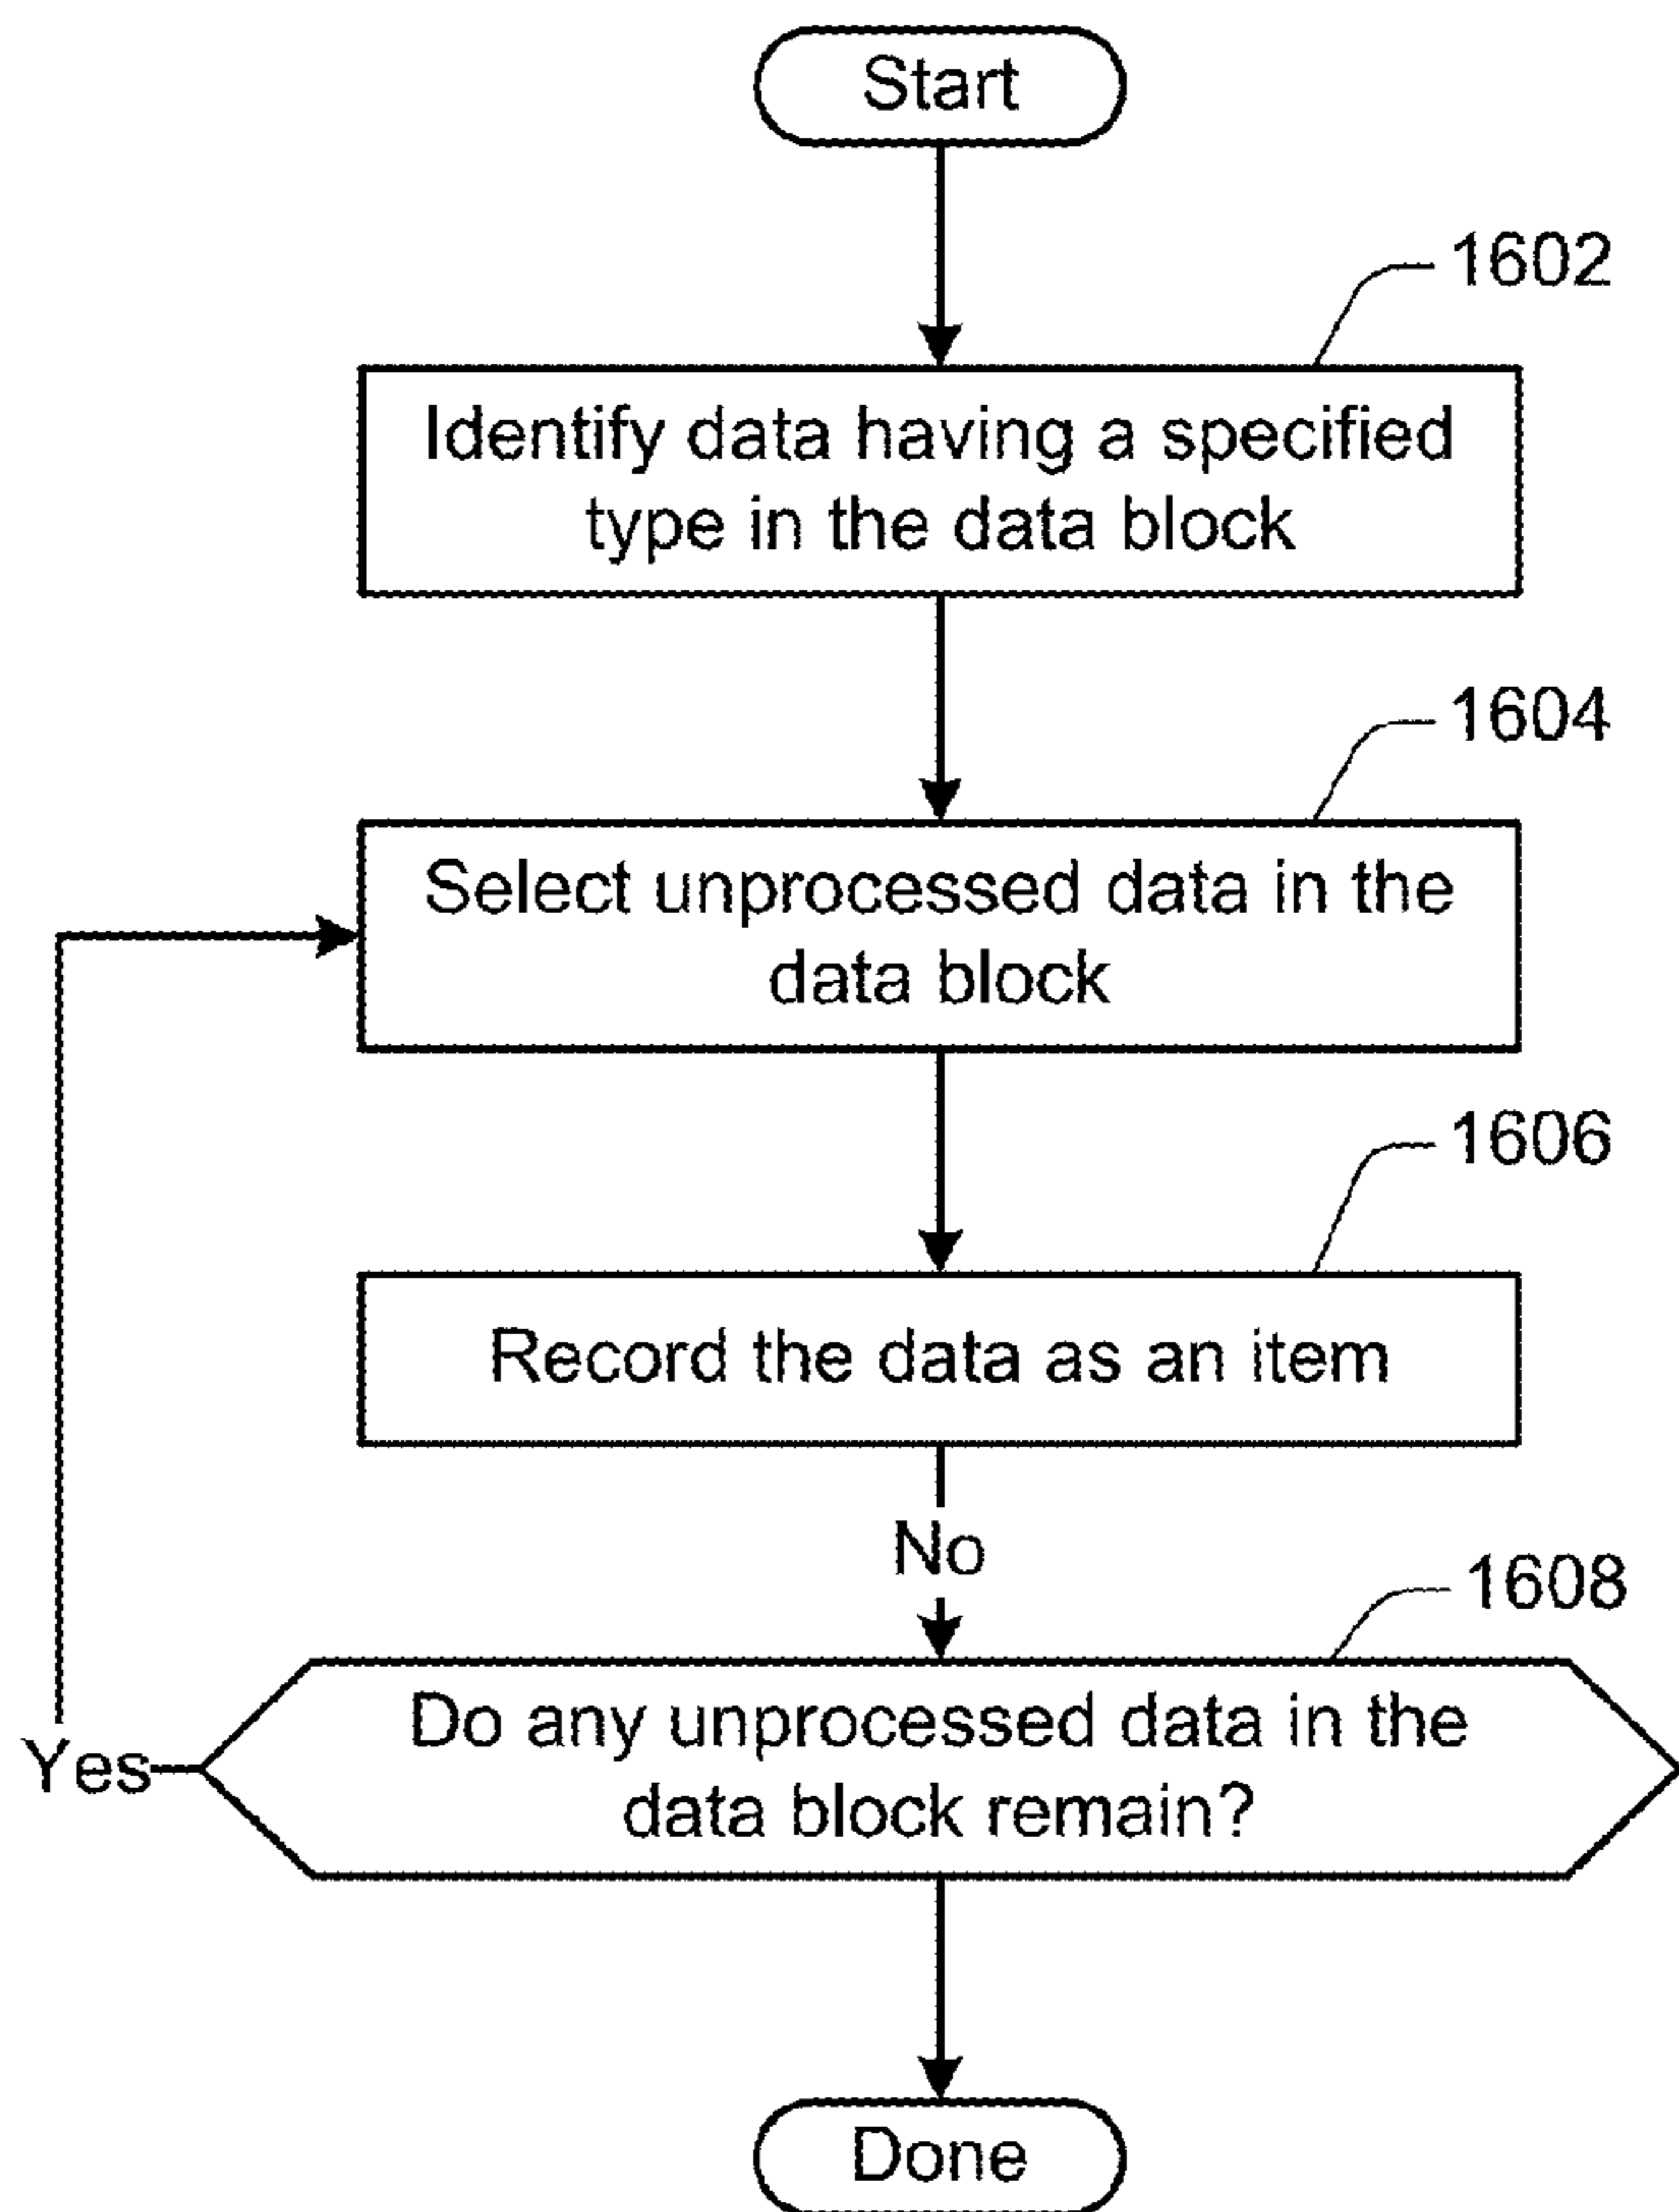 Start
1602
Identify data having a specified
type in the data block
1604
Select unprocessed data in the
data block
1606
Record the data as an item
No
1608
Do any unprocessed data in the
data block remain?
Yes
Done